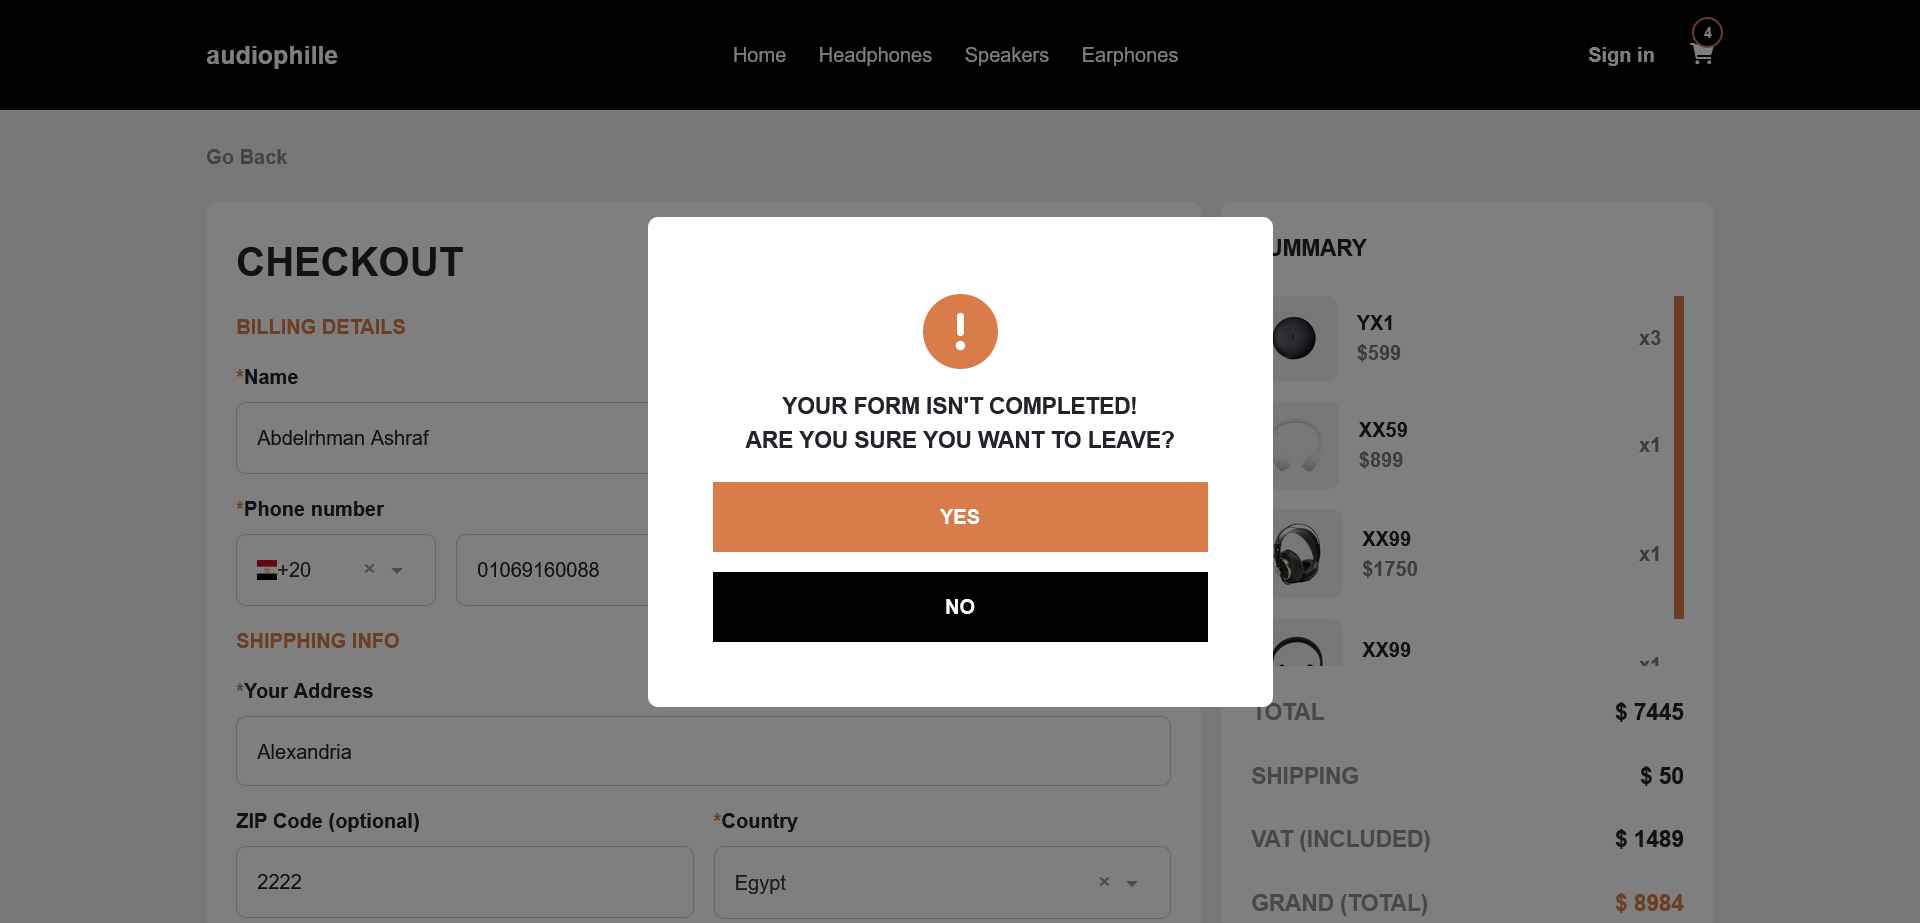 audiophille
Home Headphones Speakers Earphones
Sign in
4
Go Back
CHECKOUT
BILLING DETAILS
*Name
Abdelrhman Ashraf
*Phone number
+20 × 01069160088
SHIPPHING INFO
*Your Address
Alexandria
ZIP Code (optional)
2222
*Country
Egypt ×
!
YOUR FORM ISN'T COMPLETED!
ARE YOU SURE YOU WANT TO LEAVE?
YES
NO
UMMARY
YX1
$599
x3
XX59
$899
x1
XX99
$1750
x1
XX99
x1
TOTAL $ 7445
SHIPPING $ 50
VAT (INCLUDED) $ 1489
GRAND (TOTAL) $ 8984